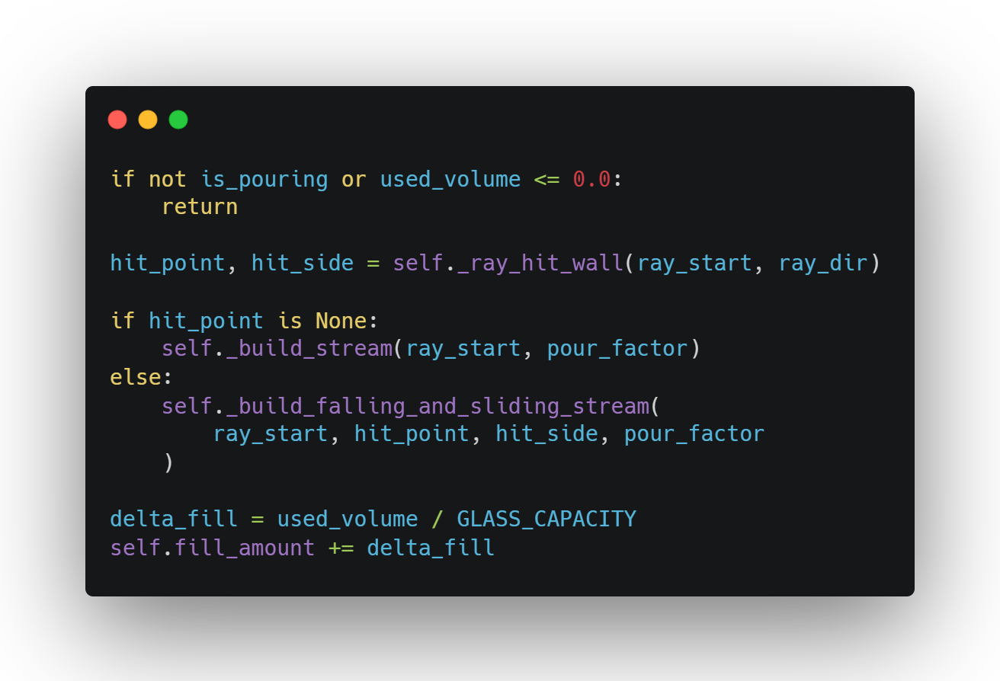 if not is_pouring or used_volume <= 0.0:
    return

hit_point, hit_side = self._ray_hit_wall(ray_start, ray_dir)

if hit_point is None:
    self._build_stream(ray_start, pour_factor)
else:
    self._build_falling_and_sliding_stream(
        ray_start, hit_point, hit_side, pour_factor
    )

delta_fill = used_volume / GLASS_CAPACITY
self.fill_amount += delta_fill